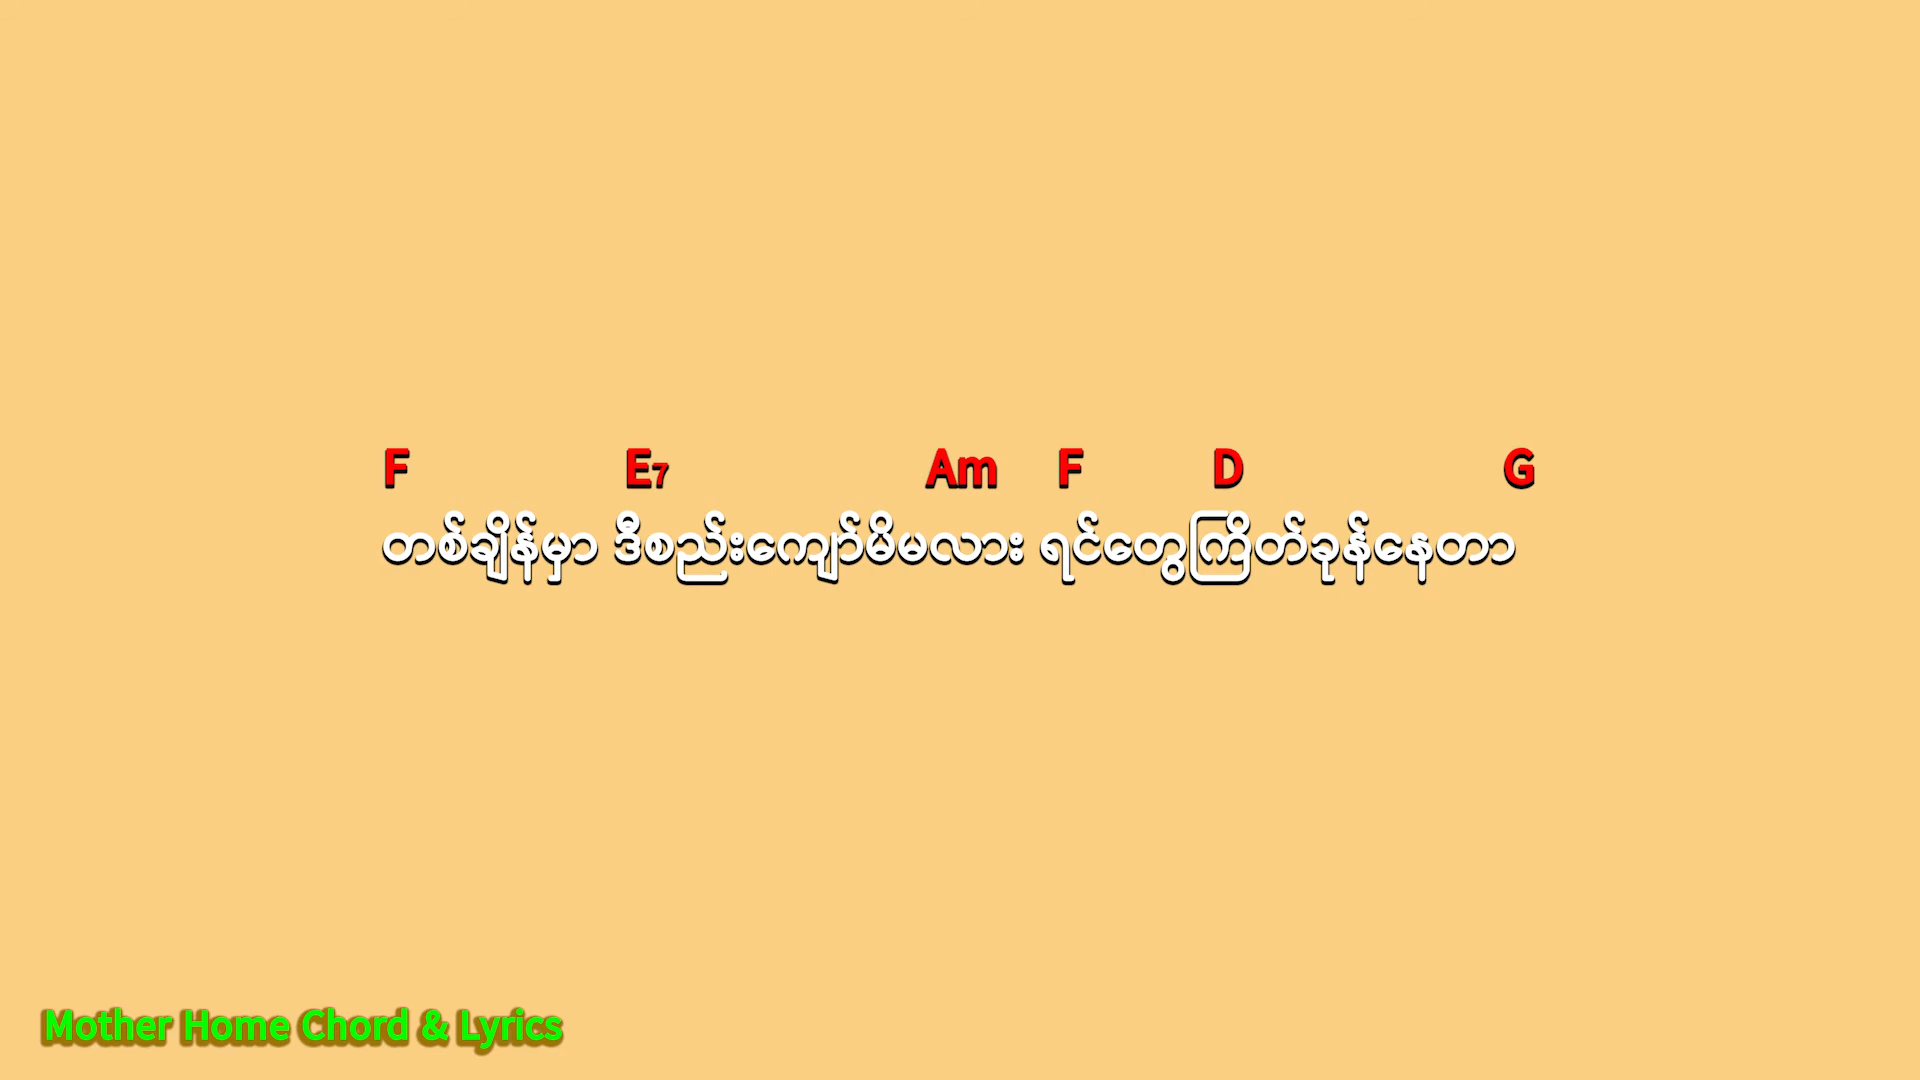 F E7 Am F D G
တစ်ချိန်မှာ ဒီစည်းကျော်မိမလား ရင်တွေကြိတ်ခုန်နေတာ
Mother Home Chord & Lyrics